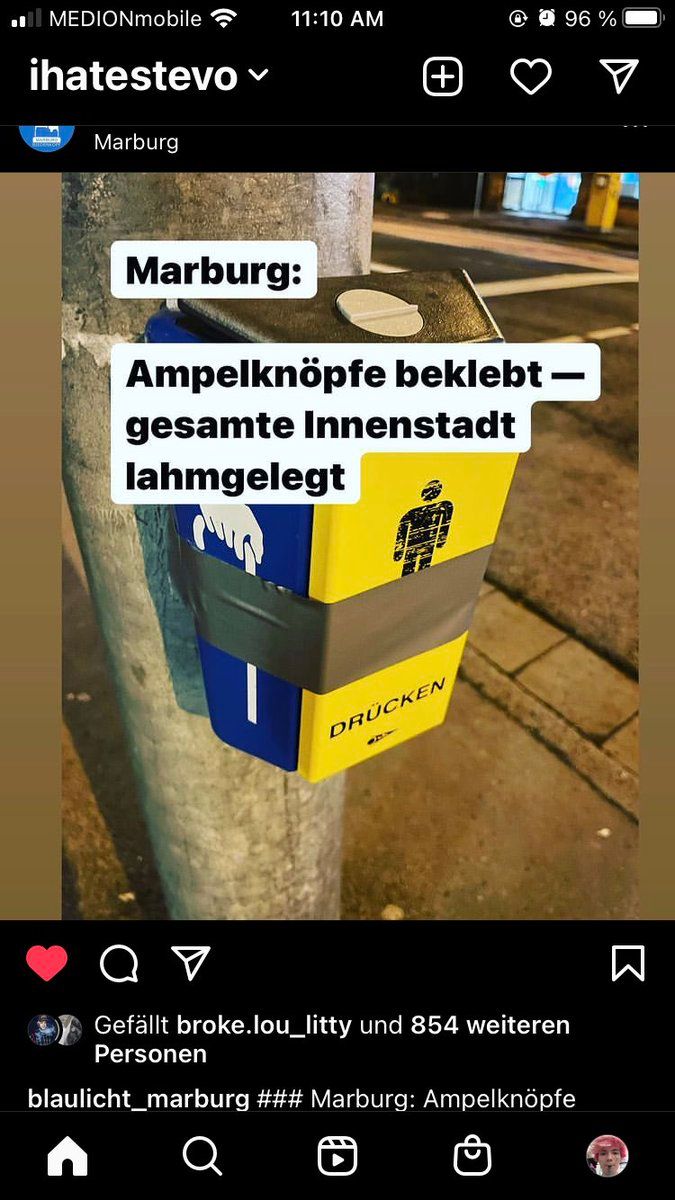 MEDIONmobile
11:10 AM
96 %
ihatestevo
Marburg
Marburg:
Ampelknöpfe beklebt —
gesamte Innenstadt
lahmgelegt
DRÜCKEN
Gefällt broke.lou_litty und 854 weiteren
Personen
blaulicht_marburg ### Marburg: Ampelknöpfe